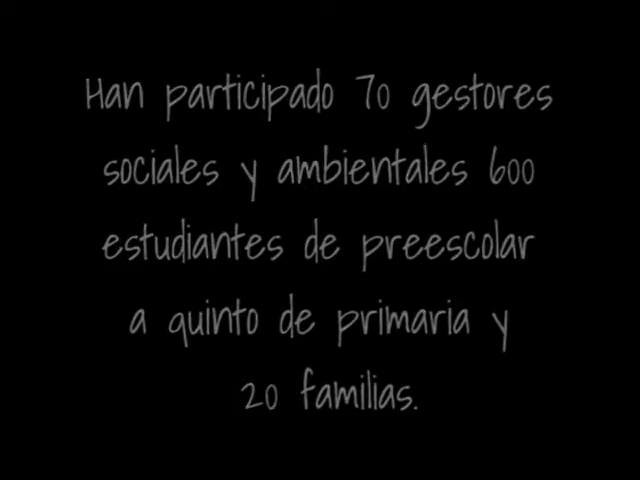 Han participado 70 gestores
sociales y ambientales 600
estudiantes de preescolar
a quinto de primaria y
20 familias.